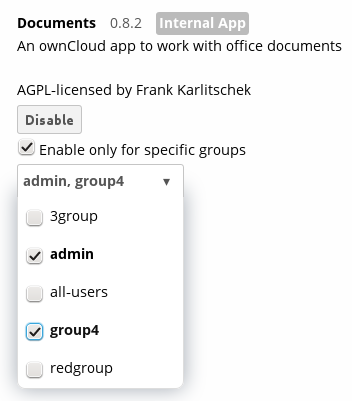 Documents 0.8.2 Internal App
An ownCloud app to work with office documents
AGPL-licensed by Frank Karlitschek
Disable
Enable only for specific groups
admin, group4
3group
admin
all-users
group4
redgroup